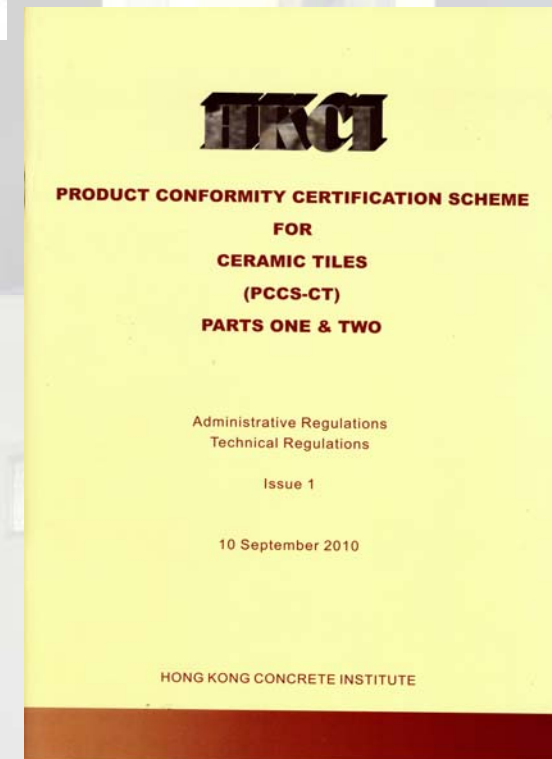 HKCI
PRODUCT CONFORMITY CERTIFICATION SCHEME
FOR
CERAMIC TILES
(PCCS-CT)
PARTS ONE & TWO
Administrative Regulations
Technical Regulations
Issue 1
10 September 2010
HONG KONG CONCRETE INSTITUTE